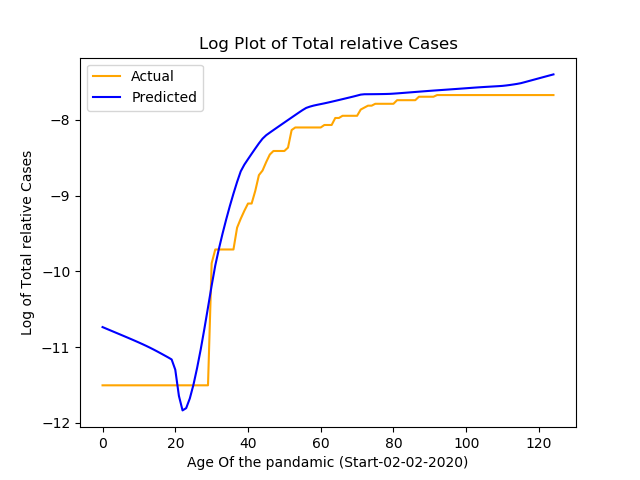 Log Plot of Total relative Cases
Actual
Predicted
Log of Total relative Cases
−8
−9
−10
−11
−12
0 20 40 60 80 100 120
Age Of the pandamic (Start-02-02-2020)